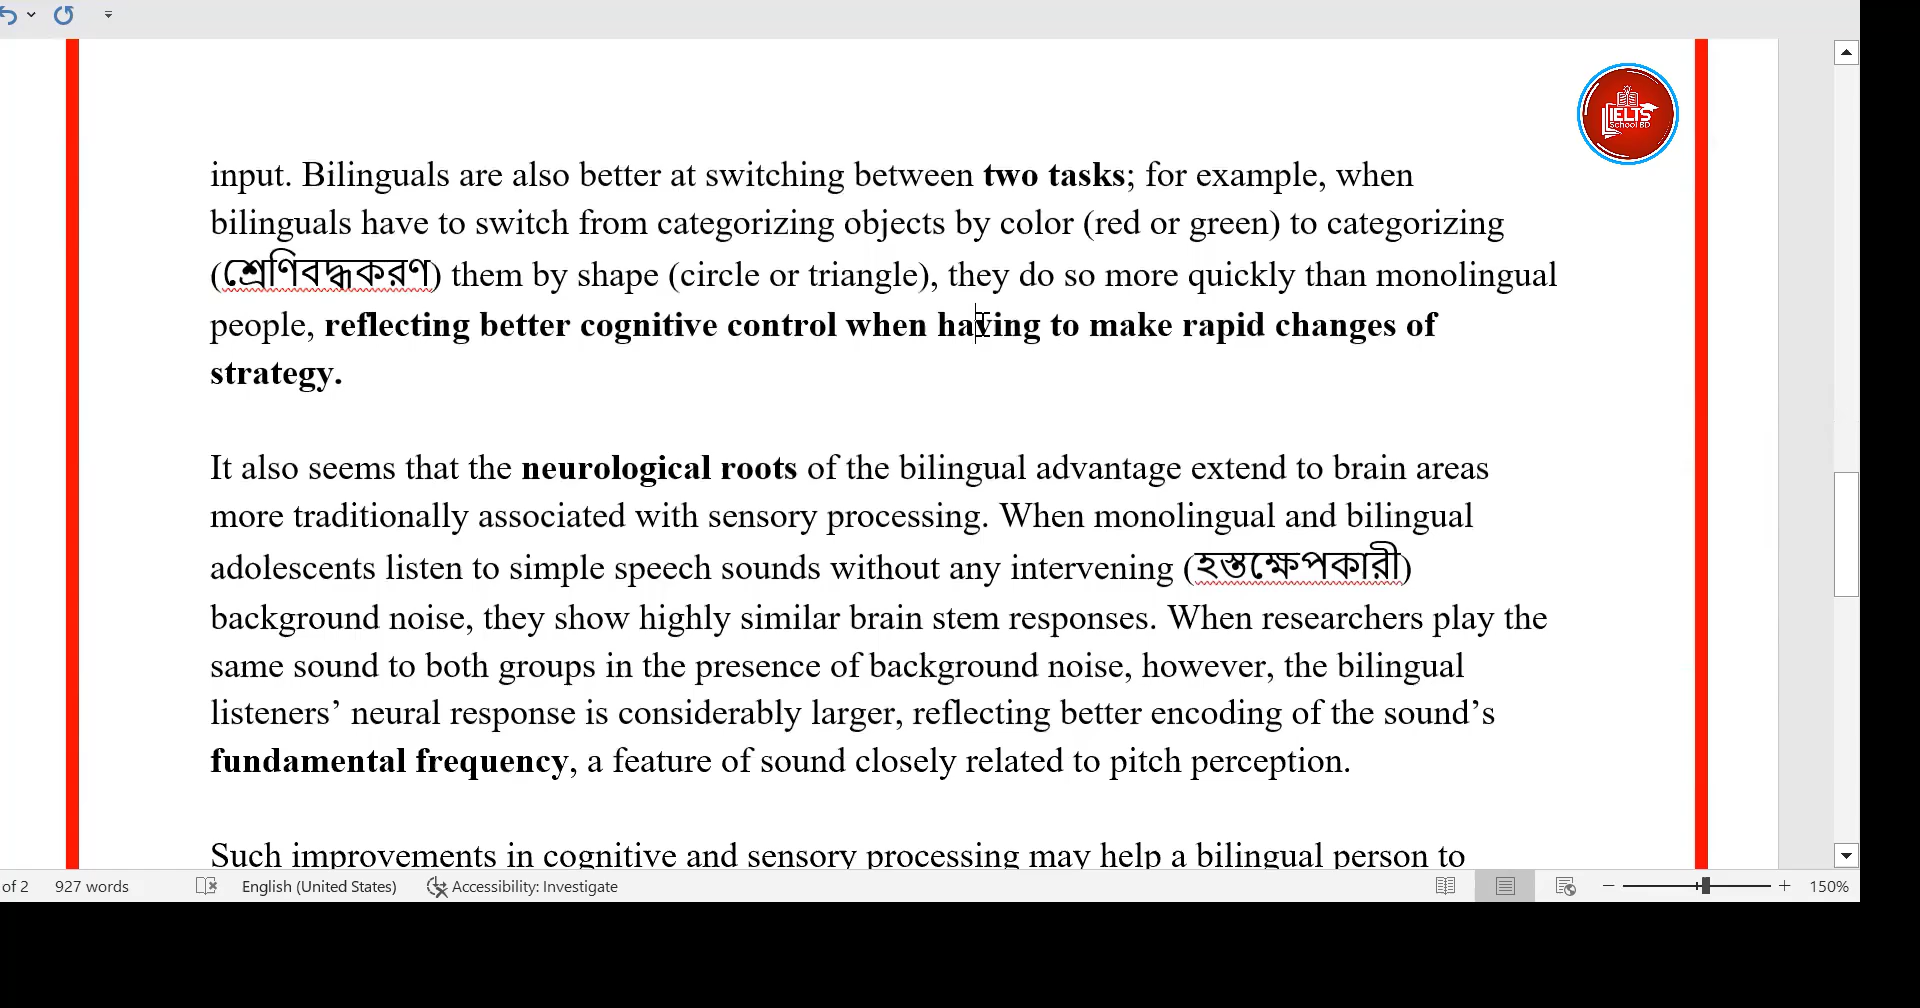 IELTS
School BD
input. Bilinguals are also better at switching between two tasks; for example, when
bilinguals have to switch from categorizing objects by color (red or green) to categorizing
(শ্রেণিবদ্ধকরণ) them by shape (circle or triangle), they do so more quickly than monolingual
people, reflecting better cognitive control when having to make rapid changes of
strategy.
It also seems that the neurological roots of the bilingual advantage extend to brain areas
more traditionally associated with sensory processing. When monolingual and bilingual
adolescents listen to simple speech sounds without any intervening (হস্তক্ষেপকারী)
background noise, they show highly similar brain stem responses. When researchers play the
same sound to both groups in the presence of background noise, however, the bilingual
listeners’ neural response is considerably larger, reflecting better encoding of the sound’s
fundamental frequency, a feature of sound closely related to pitch perception.
Such improvements in cognitive and sensory processing may help a bilingual person to
of 2 927 words English (United States) Accessibility: Investigate 150%